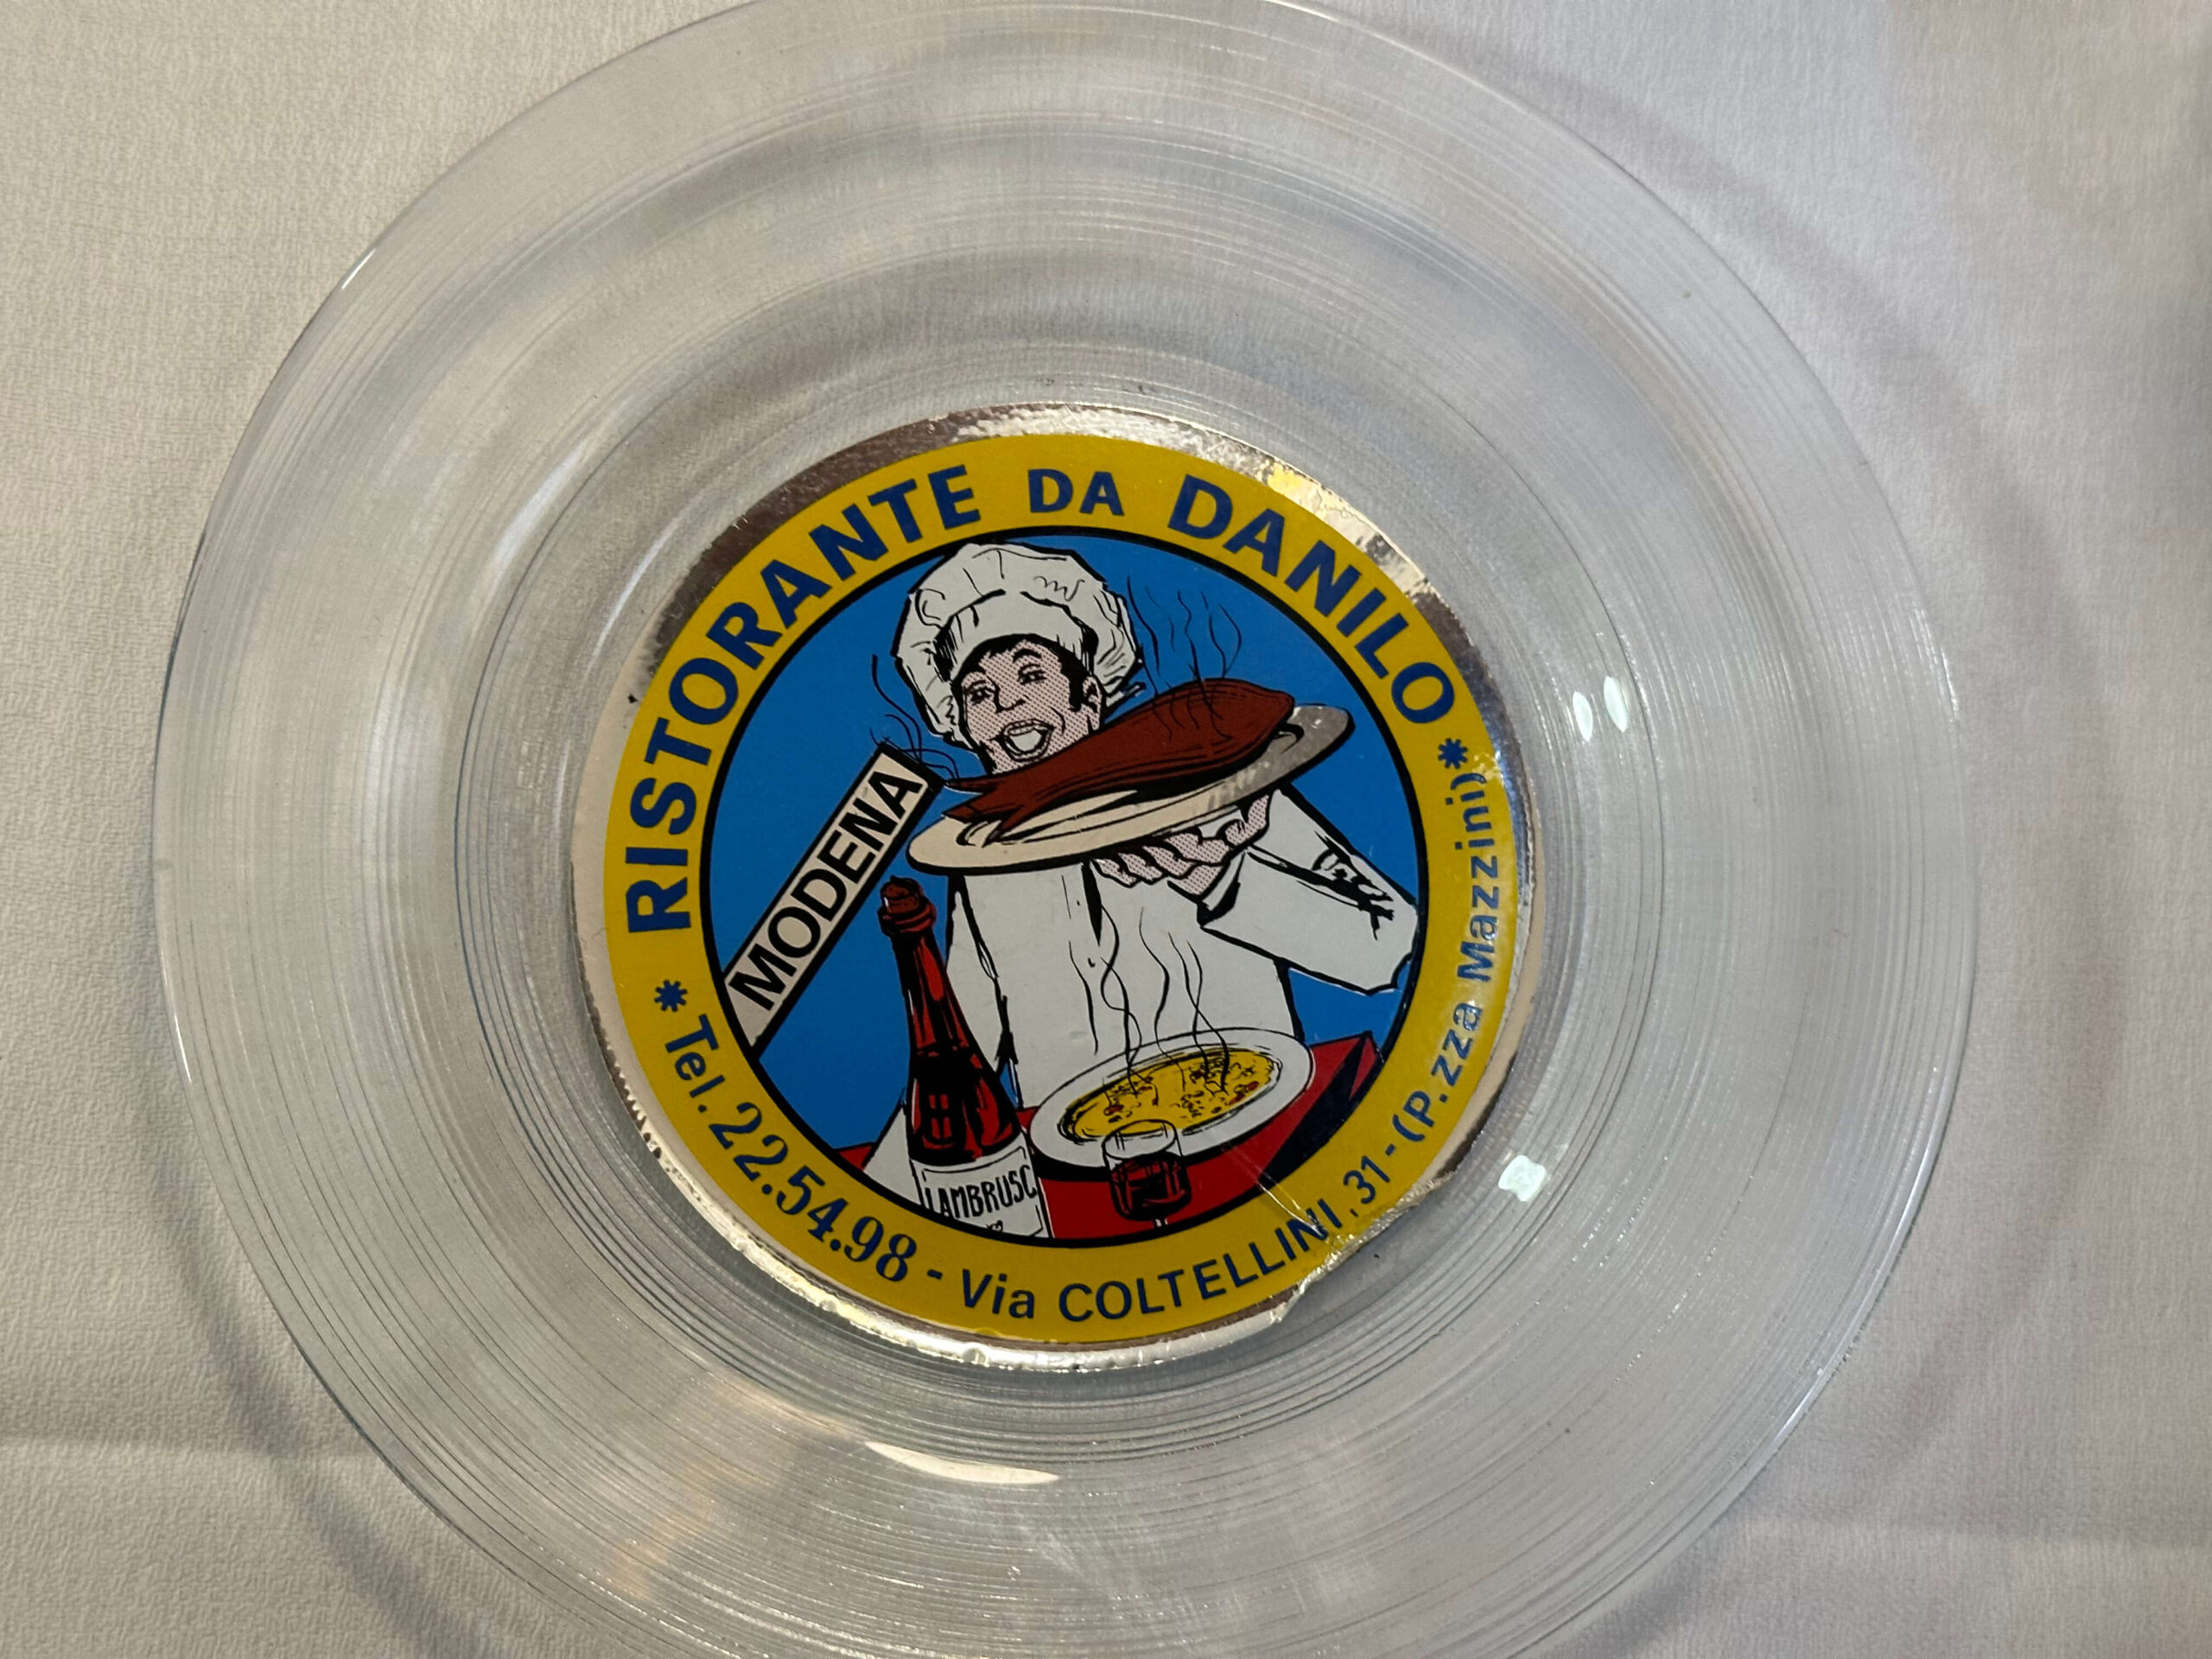 RISTORANTE DA DANILO
* Tel. 22.54.98 - Via COLTELLINI, 31 - (P.zza Mazzini) *
MODENA
LAMBRUSC